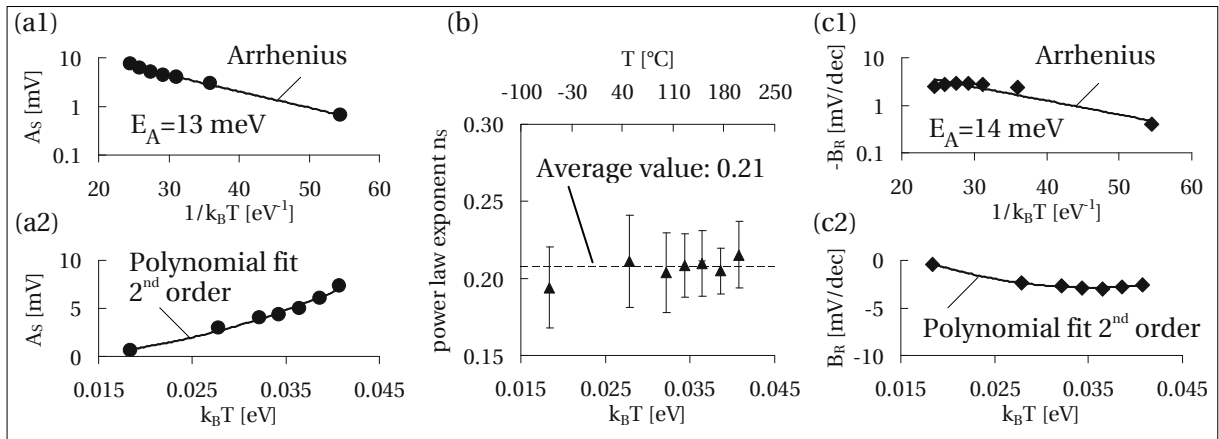 (a1)
A_S [mV]
10
1
0.1
Arrhenius
E_A=13 meV
20 30 40 50 60
1/k_BT [eV⁻¹]
(a2)
A_S [mV]
10
5
0
Polynomial fit
2ⁿᵈ order
0.015 0.025 0.035 0.045
k_BT [eV]
(b)
T [°C]
-100 -30 40 110 180 250
power law exponent n_S
0.30
0.25
0.20
0.15
Average value: 0.21
0.015 0.025 0.035 0.045
k_BT [eV]
(c1)
-B_R [mV/dec]
10
1
0.1
Arrhenius
E_A=14 meV
20 30 40 50 60
1/k_BT [eV⁻¹]
(c2)
B_R [mV/dec]
0
-5
-10
Polynomial fit 2ⁿᵈ order
0.015 0.025 0.035 0.045
k_BT [eV]